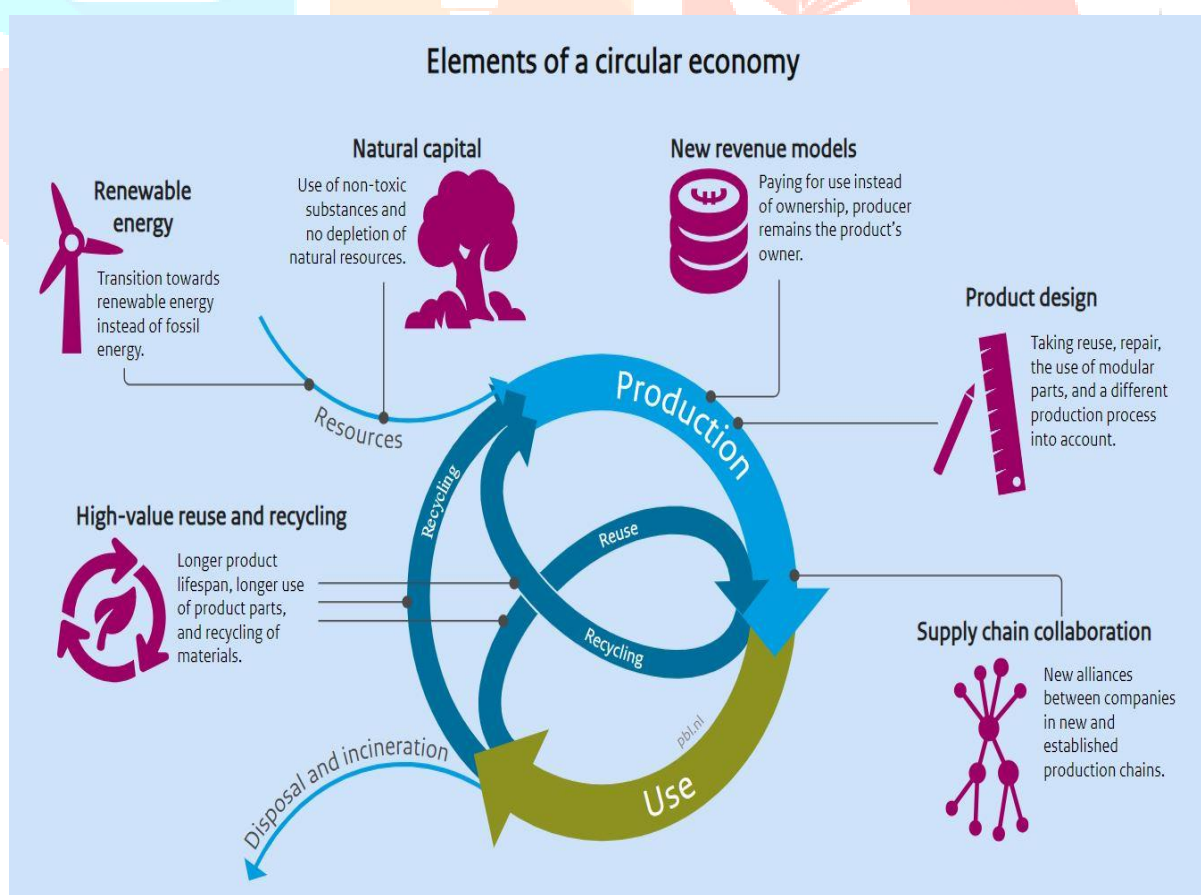 Elements of a circular economy
Natural capital
Use of non-toxic
substances and
no depletion of
natural resources.
New revenue models
Paying for use instead
of ownership, producer
remains the product's
owner.
Renewable
energy
Transition towards
renewable energy
instead of fossil
energy.
Product design
Taking reuse, repair,
the use of modular
parts, and a different
production process
into account.
Resources
Production
Recycling
High-value reuse and recycling
Longer product
lifespan, longer use
of product parts,
and recycling of
materials.
Reuse
Recycling
Supply chain collaboration
New alliances
between companies
in new and
established
production chains.
Disposal and incineration
Use
pbl.nl